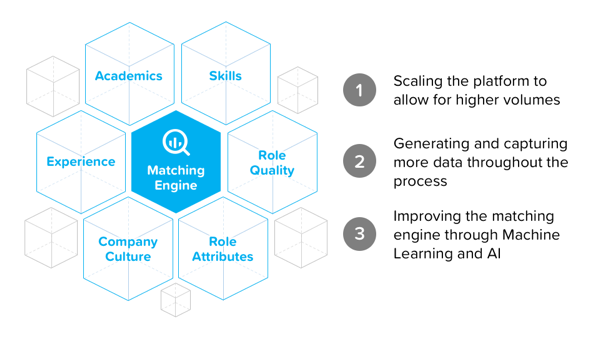 Academics
Skills
Experience
Matching
Engine
Role
Quality
Company
Culture
Role
Attributes
1
Scaling the platform to
allow for higher volumes
2
Generating and capturing
more data throughout the
process
3
Improving the matching
engine through Machine
Learning and AI